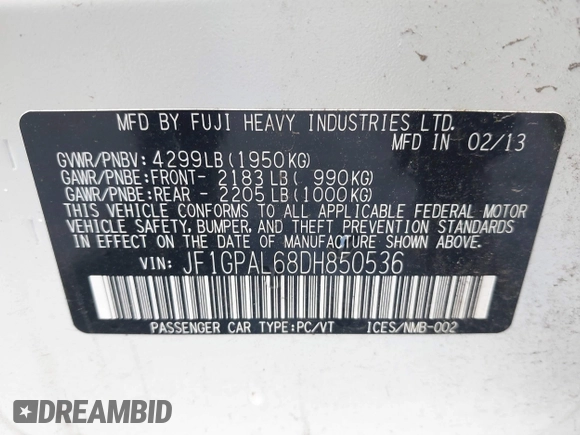 MFD BY FUJI HEAVY INDUSTRIES LTD.
MFD IN 02/13
GVWR/PNBV: 4299LB(1950KG)
GAWR/PNBE:FRONT- 2183LB( 990KG)
GAWR/PNBE:REAR - 2205LB(1000KG)
THIS VEHICLE CONFORMS TO ALL APPLICABLE FEDERAL MOTOR
VEHICLE SAFETY, BUMPER, AND THEFT PREVENTION STANDARDS
IN EFFECT ON THE DATE OF MANUFACTURE SHOWN ABOVE.
VIN: JF1GPAL68DH850536
PASSENGER CAR TYPE:PC/VT ICES/NMB-002
DREAMBID